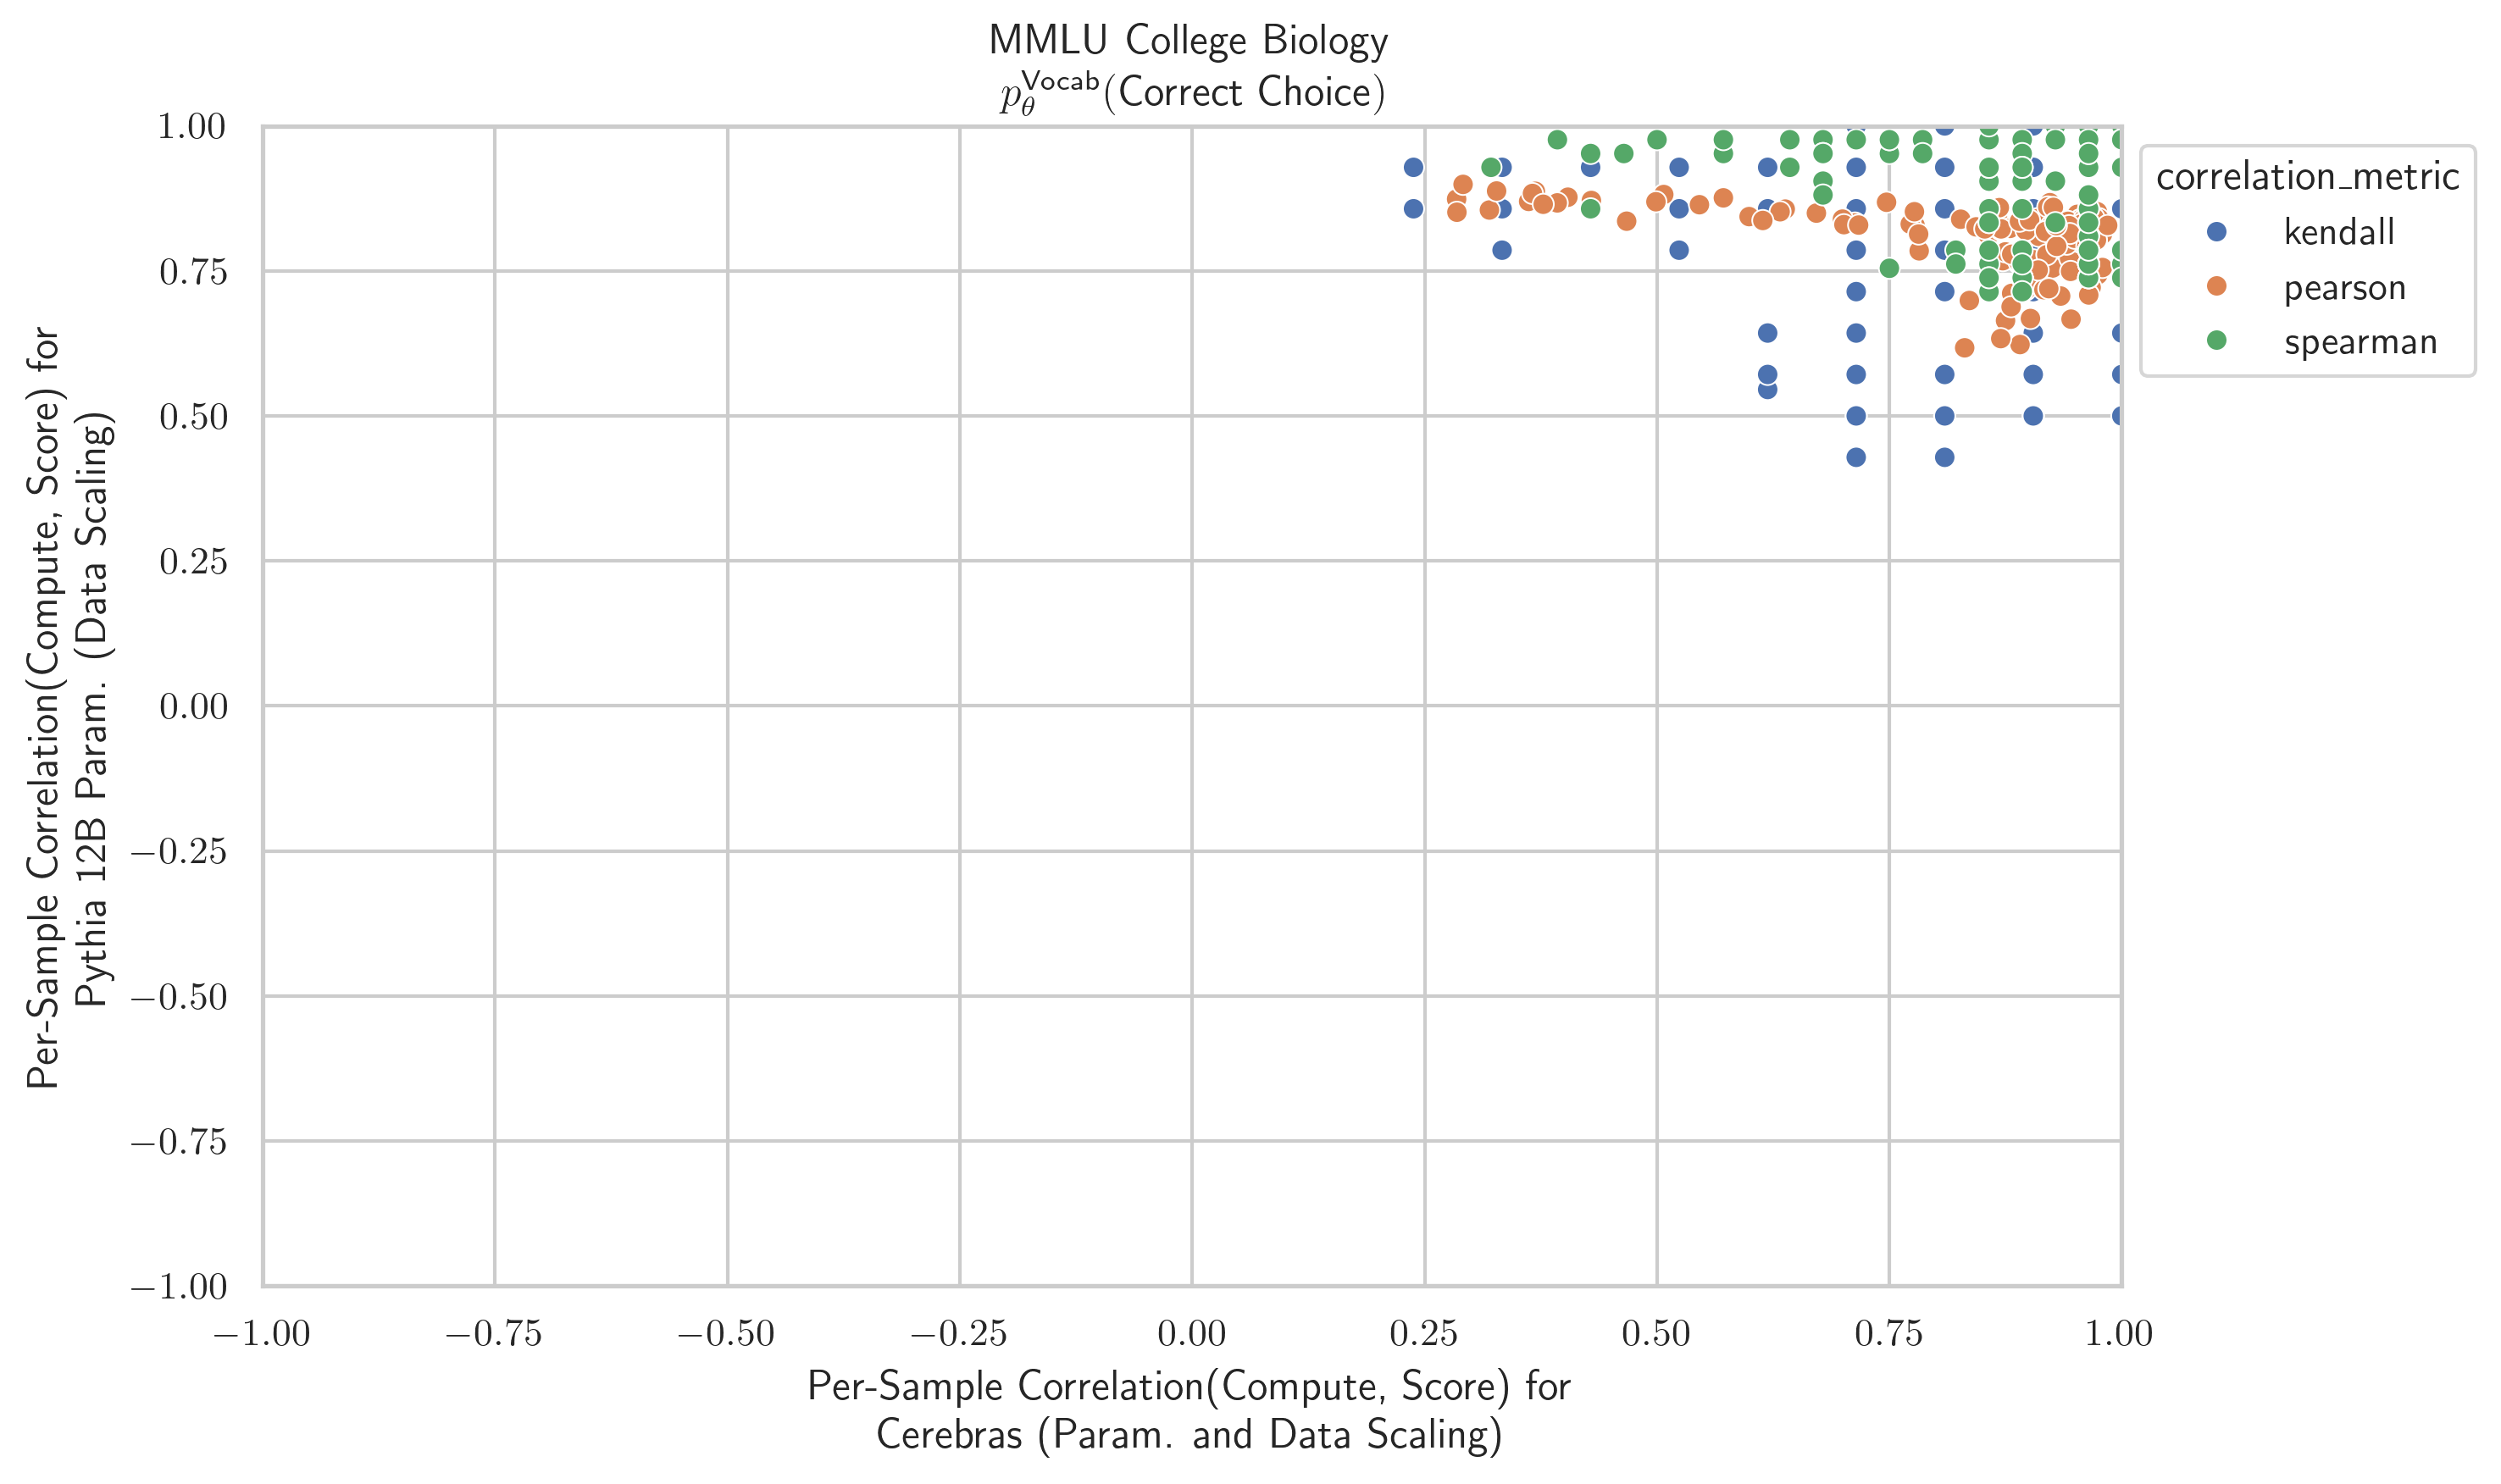 MMLU College Biology
p_θ^Vocab(Correct Choice)
1.00
0.75
0.50
0.25
0.00
−0.25
−0.50
−0.75
−1.00
Per-Sample Correlation(Compute, Score) for
Pythia 12B Param. (Data Scaling)
−1.00 −0.75 −0.50 −0.25 0.00 0.25 0.50 0.75 1.00
Per-Sample Correlation(Compute, Score) for
Cerebras (Param. and Data Scaling)
correlation_metric
kendall
pearson
spearman